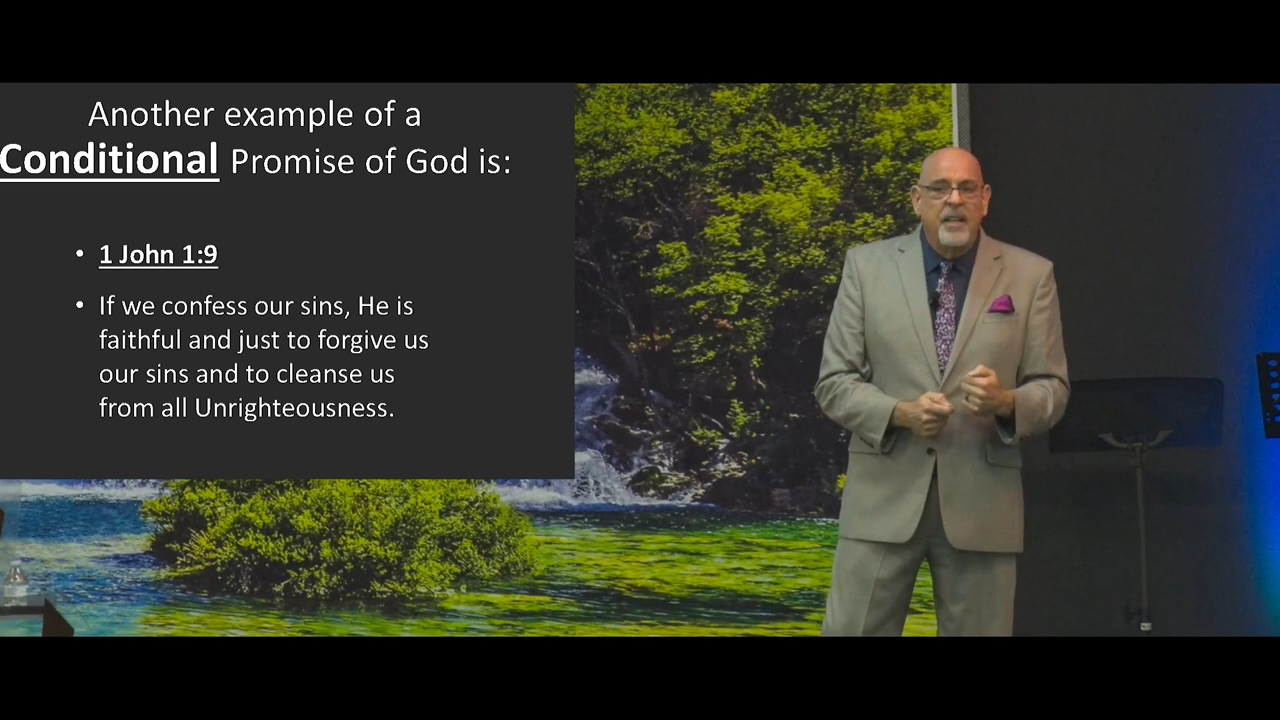 Another example of a
Conditional Promise of God is:
• 1 John 1:9
• If we confess our sins, He is
faithful and just to forgive us
our sins and to cleanse us
from all Unrighteousness.